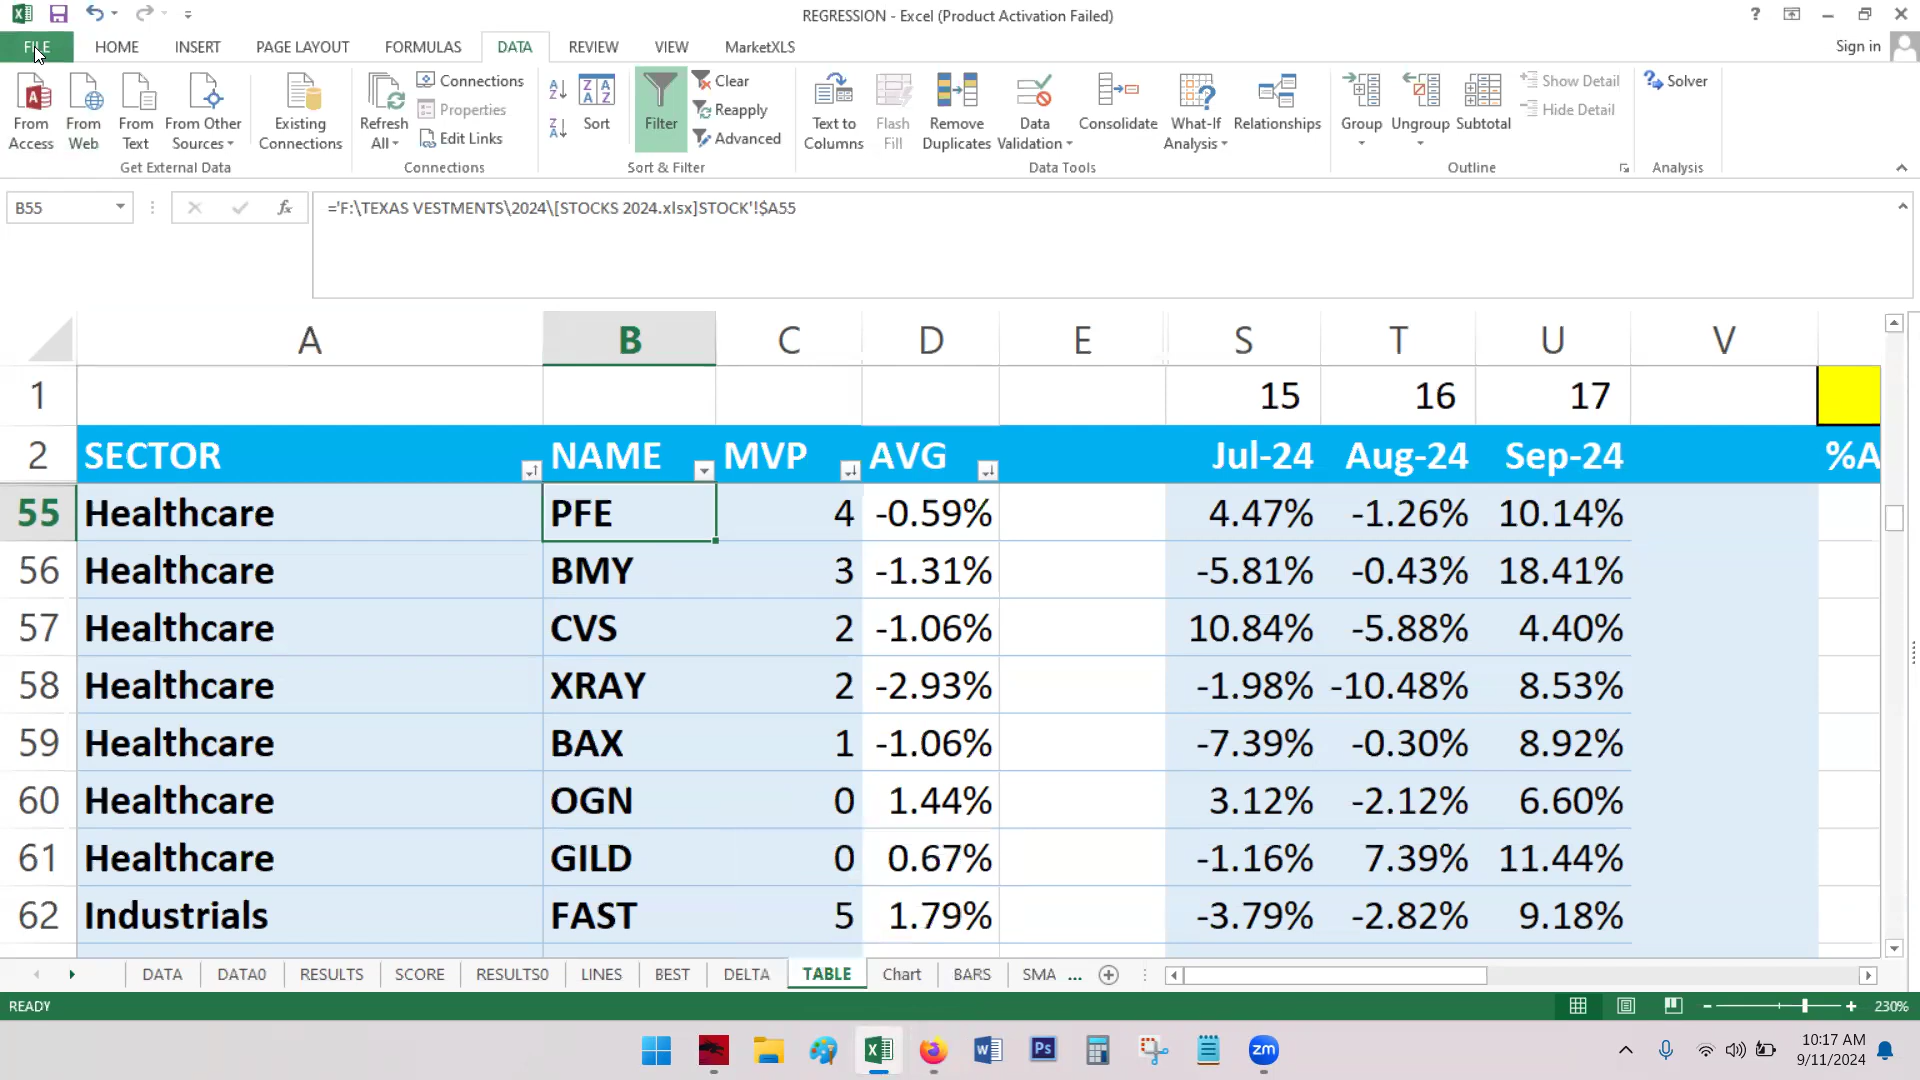 REGRESSION - Excel (Product Activation Failed)
FILE HOME INSERT PAGE LAYOUT FORMULAS DATA REVIEW VIEW MarketXLS Sign in
From Access
From Web
From Text
From Other Sources
Get External Data
Existing Connections
Refresh All
Connections
Properties
Edit Links
Connections
Sort
Filter
Clear
Reapply
Advanced
Sort & Filter
Text to Columns
Flash Fill
Remove Duplicates
Data Validation
Consolidate
What-If Analysis
Relationships
Data Tools
Group
Ungroup
Subtotal
Show Detail
Hide Detail
Outline
Solver
Analysis
B55 fx ='F:\TEXAS VESTMENTS\2024\[STOCKS 2024.xlsx]STOCK'!$A55
A B C D E S T U V
1 15 16 17
2 SECTOR NAME MVP AVG Jul-24 Aug-24 Sep-24 %A
55 Healthcare PFE 4 -0.59% 4.47% -1.26% 10.14%
56 Healthcare BMY 3 -1.31% -5.81% -0.43% 18.41%
57 Healthcare CVS 2 -1.06% 10.84% -5.88% 4.40%
58 Healthcare XRAY 2 -2.93% -1.98% -10.48% 8.53%
59 Healthcare BAX 1 -1.06% -7.39% -0.30% 8.92%
60 Healthcare OGN 0 1.44% 3.12% -2.12% 6.60%
61 Healthcare GILD 0 0.67% -1.16% 7.39% 11.44%
62 Industrials FAST 5 1.79% -3.79% -2.82% 9.18%
DATA DATA0 RESULTS SCORE RESULTS0 LINES BEST DELTA TABLE Chart BARS SMA ...
READY 230%
10:17 AM
9/11/2024